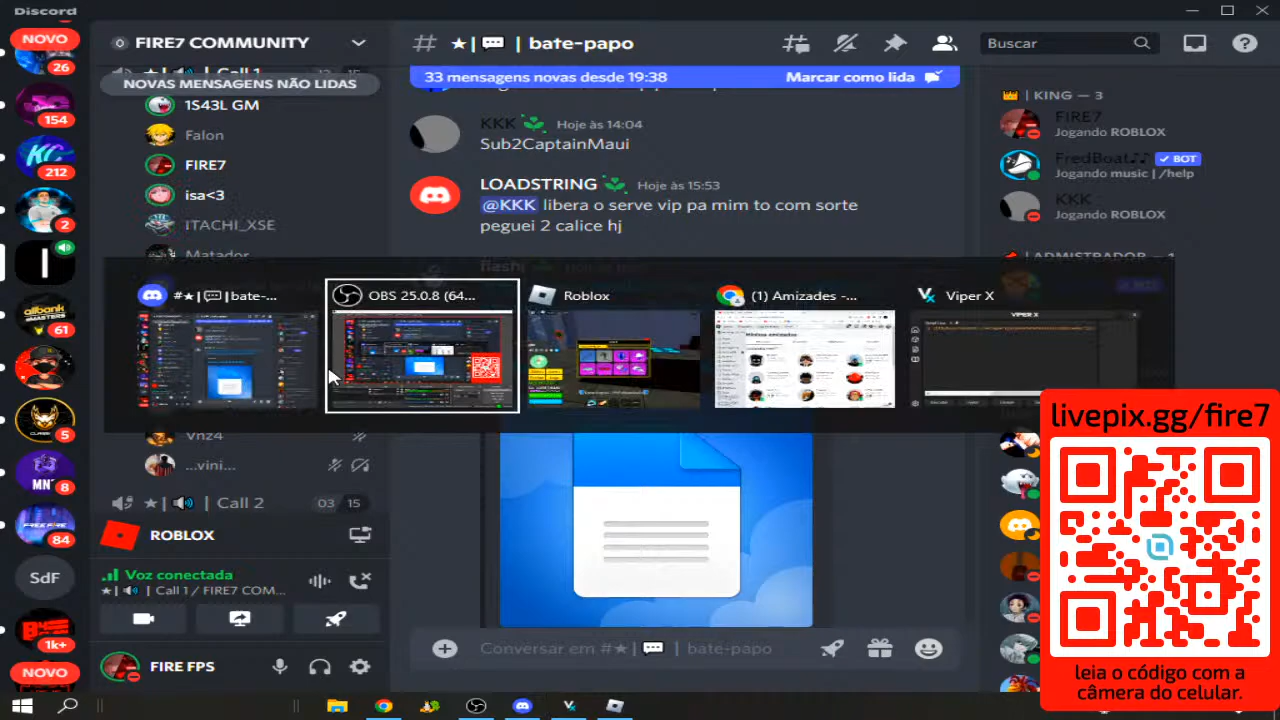 Discord
NOVO
26
154
212
2
61
5
8
84
SdF
1k+
NOVO
FIRE7 COMMUNITY
NOVAS MENSAGENS NÃO LIDAS
1S43L GM
Falon
FIRE7
isa<3
ITACHI_XSE
Matador
Vnz4
...vini...
★| | Call 2
03 15
ROBLOX
Voz conectada
★| | Call 1 / FIRE7 COM...
FIRE FPS
# ★| | bate-papo
Buscar
33 mensagens novas desde 19:38
Marcar como lida
KKK Hoje às 14:04
Sub2CaptainMaui
LOADSTRING Hoje às 15:53
@KKK libera o serve vip pa mim to com sorte
peguei 2 calice hj
#★| |bate-...
OBS 25.0.8 (64...
Roblox
(1) Amizades -...
Viper X
VIPER X
Conversar em #★| | bate-papo
| KING — 3
FIRE7
Jogando ROBLOX
FredBoat♪♪ ✓ BOT
Jogando music | /help
KKK
Jogando ROBLOX
| ADMISTRADOR —
livepix.gg/fire7
leia o código com a
câmera do celular.